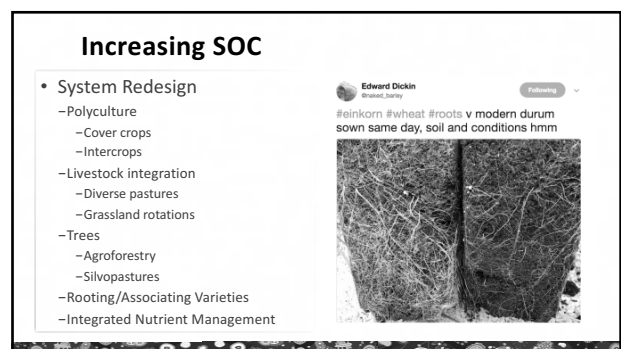 Increasing SOC
• System Redesign
–Polyculture
–Cover crops
–Intercrops
–Livestock integration
–Diverse pastures
–Grassland rotations
–Trees
–Agroforestry
–Silvopastures
–Rooting/Associating Varieties
–Integrated Nutrient Management
Edward Dickin
@naked_barley
Following
#einkorn #wheat #roots v modern durum
sown same day, soil and conditions hmm